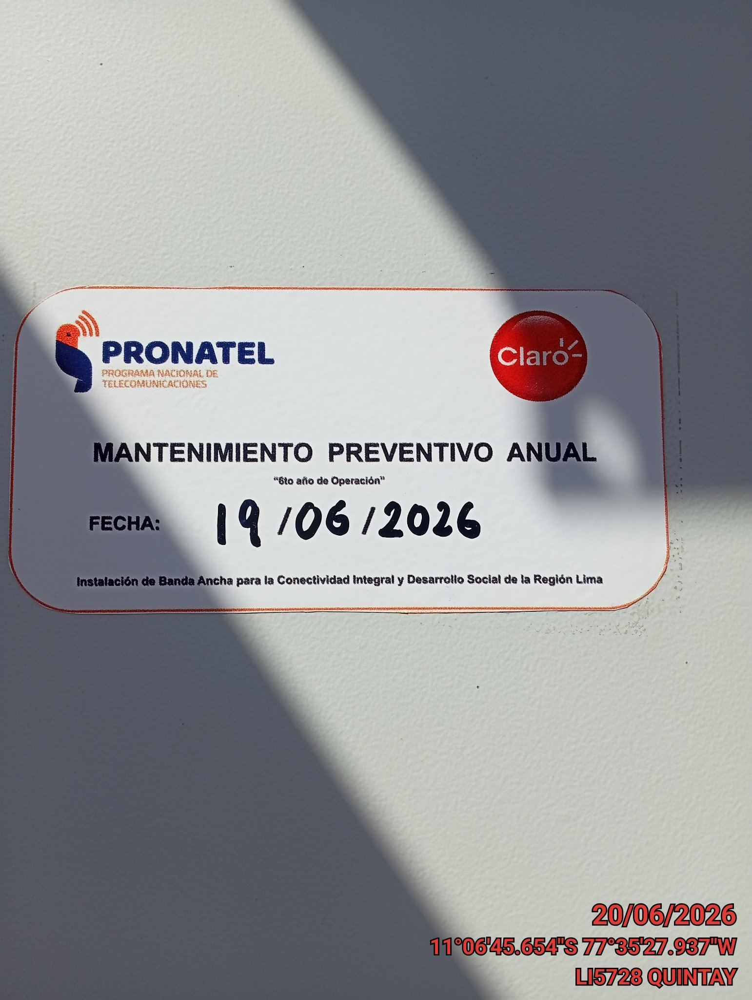 PRONATEL
PROGRAMA NACIONAL DE
TELECOMUNICACIONES
Claro
MANTENIMIENTO PREVENTIVO ANUAL
“6to año de Operación”
FECHA: 19/06/2026
Instalación de Banda Ancha para la Conectividad Integral y Desarrollo Social de la Región Lima
20/06/2026
11°06'45.654"S 77°35'27.937"W
LI5728 QUINTAY